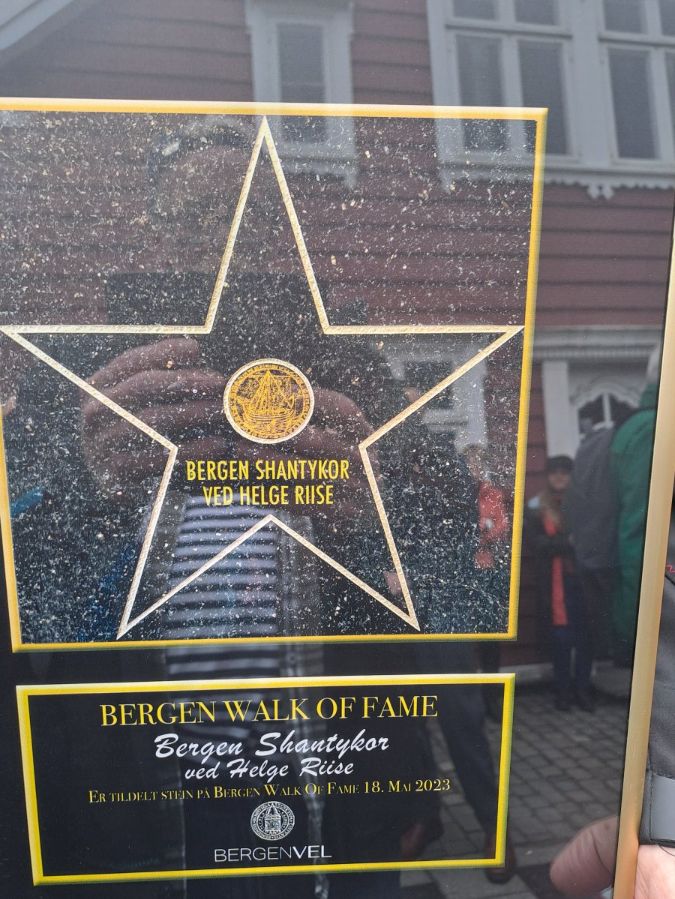 BERGEN SHANTYKOR
VED HELGE RIISE
BERGEN WALK OF FAME
Bergen Shantykor
ved Helge Riise
ER TILDELT STEIN PÅ BERGEN WALK OF FAME 18. MAI 2023
BERGENVEL